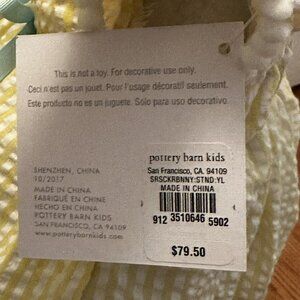 This is not a toy. For decorative use only.
Ceci n'est pas un jouet. Pour l'usage décoratif seulement.
Este producto no es un juguete. Sólo para uso decorativo
SHENZHEN, CHINA
10/2017
MADE IN CHINA
FABRIQUÉ EN CHINE
HECHO EN CHINA
POTTERY BARN KIDS
SAN FRANCISCO, CA
www.potterybarnkids.com
pottery barn kids
San Francisco, CA. 94109
SRSCKRBNNY:STND:YL
MADE IN CHINA
912 3510646 5902
$79.50